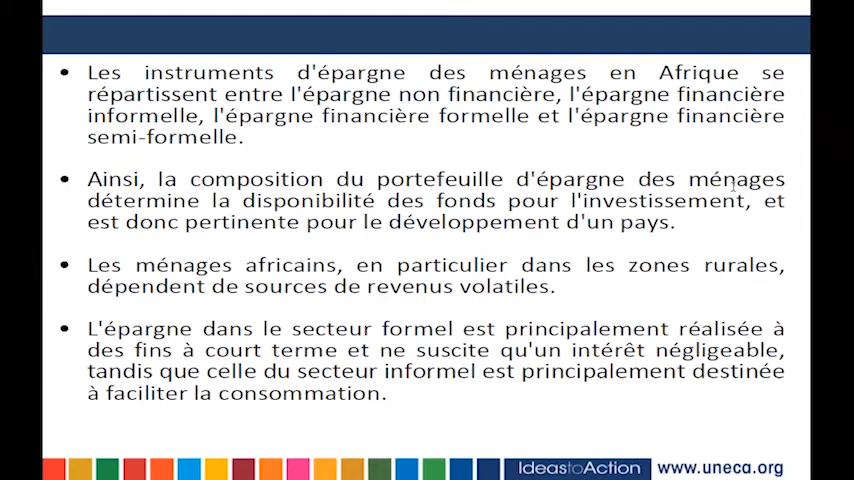 • Les instruments d'épargne des ménages en Afrique se
répartissent entre l'épargne non financière, l'épargne financière
informelle, l'épargne financière formelle et l'épargne financière
semi-formelle.
• Ainsi, la composition du portefeuille d'épargne des ménages
détermine la disponibilité des fonds pour l'investissement, et
est donc pertinente pour le développement d'un pays.
• Les ménages africains, en particulier dans les zones rurales,
dépendent de sources de revenus volatiles.
• L'épargne dans le secteur formel est principalement réalisée à
des fins à court terme et ne suscite qu'un intérêt négligeable,
tandis que celle du secteur informel est principalement destinée
à faciliter la consommation.
IdeastoAction www.uneca.org